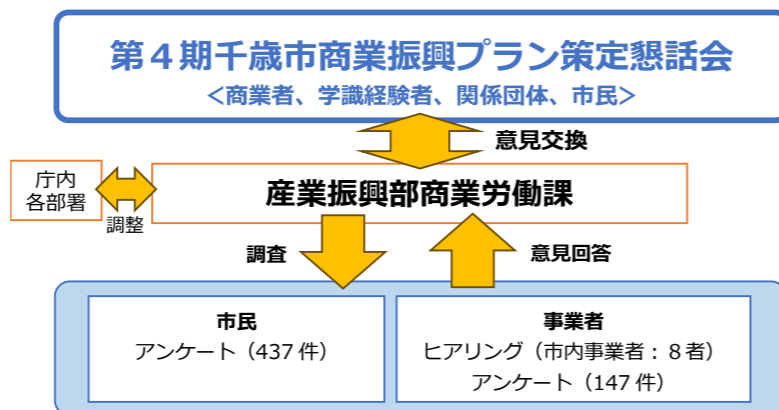 第4期千歳市商業振興プラン策定懇話会
<商業者、学識経験者、関係団体、市民>
意見交換
庁内
各部署
調整
産業振興部商業労働課
調査
意見回答
市民
アンケート（437 件）
事業者
ヒアリング（市内事業者：８者）
アンケート（147 件）